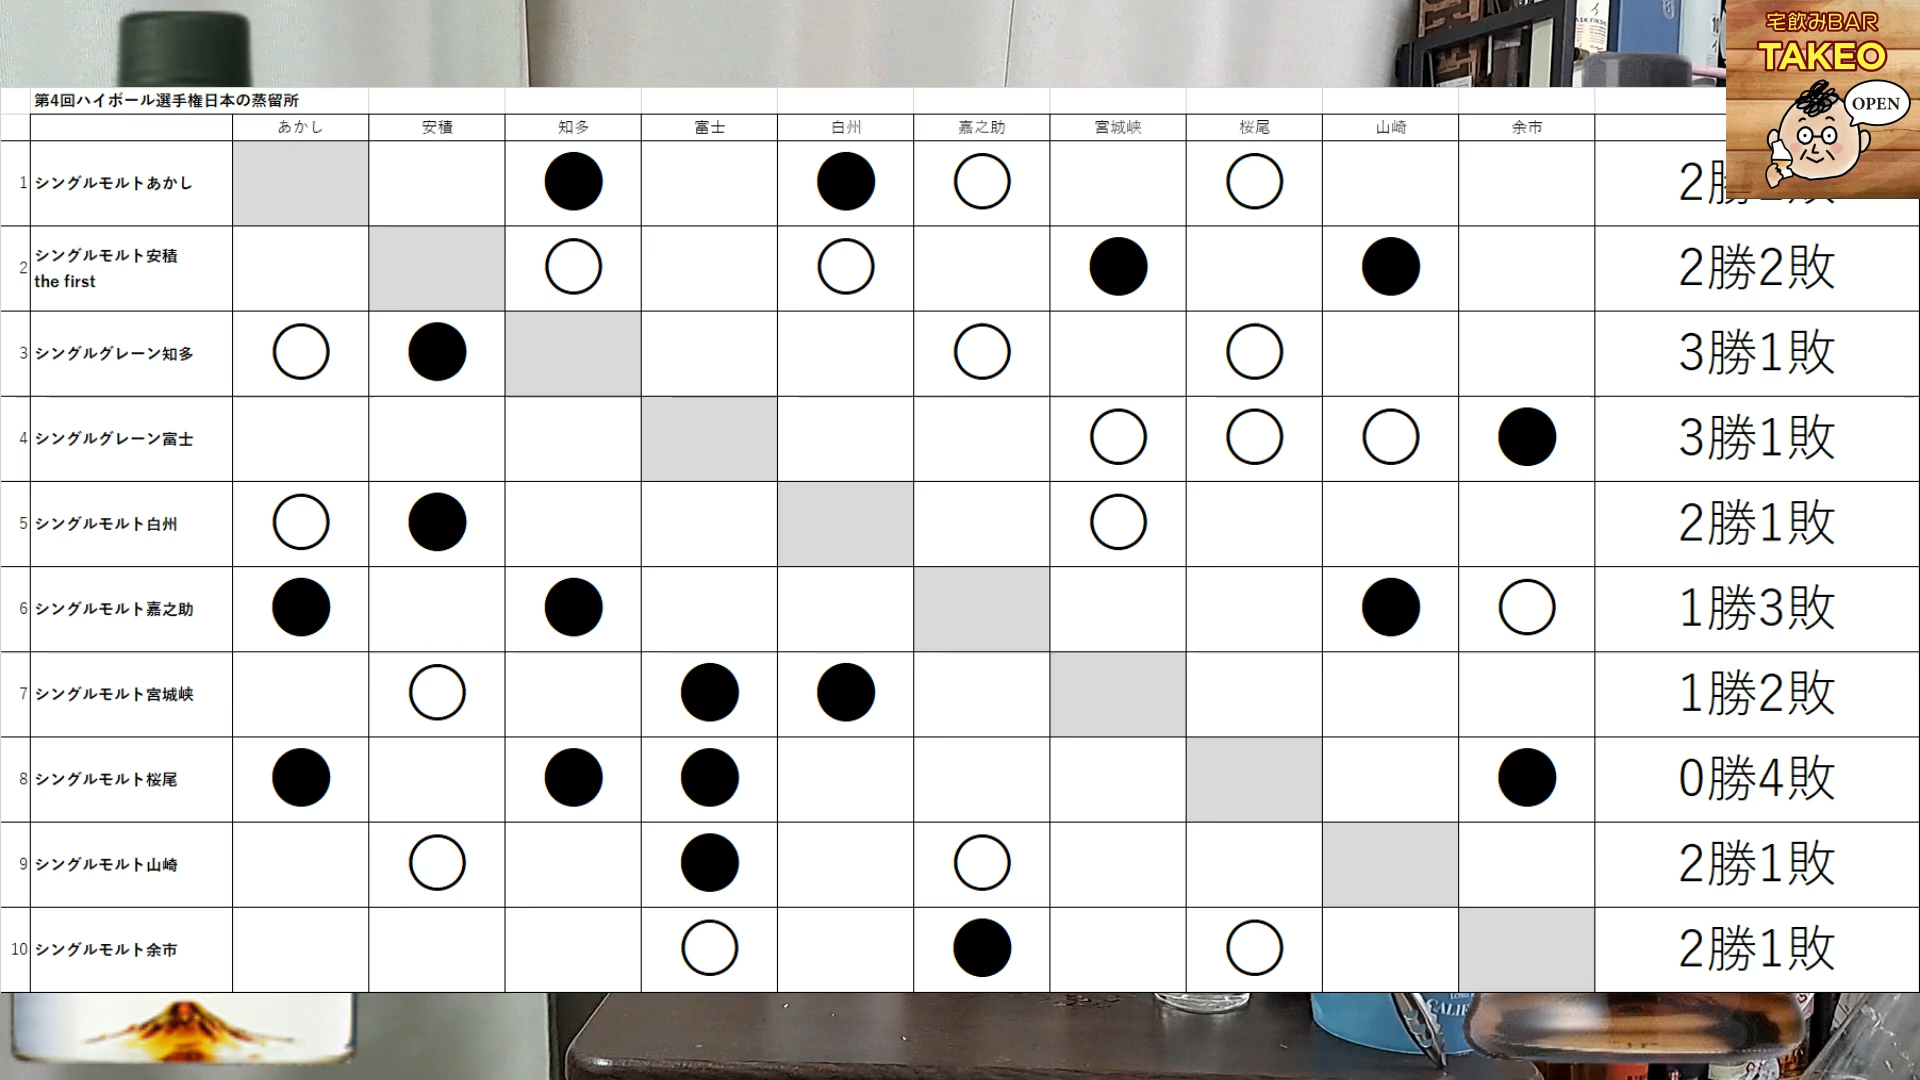 宅飲みBAR
TAKEO
OPEN
第4回ハイボール選手権日本の蒸留所
あかし 安積 知多 富士 白州 嘉之助 宮城峡 桜尾 山崎 余市
1 シングルモルトあかし ● ● ○ ○
2 シングルモルト安積 ○ ○ ● ● 2勝2敗
the first
3 シングルグレーン知多 ○ ● ○ ○ 3勝1敗
4 シングルグレーン富士 ○ ○ ○ ● 3勝1敗
5 シングルモルト白州 ○ ● ○ 2勝1敗
6 シングルモルト嘉之助 ● ● ● ○ 1勝3敗
7 シングルモルト宮城峡 ○ ● ● 1勝2敗
8 シングルモルト桜尾 ● ● ● ● 0勝4敗
9 シングルモルト山崎 ○ ● ○ 2勝1敗
10 シングルモルト余市 ○ ● ○ 2勝1敗